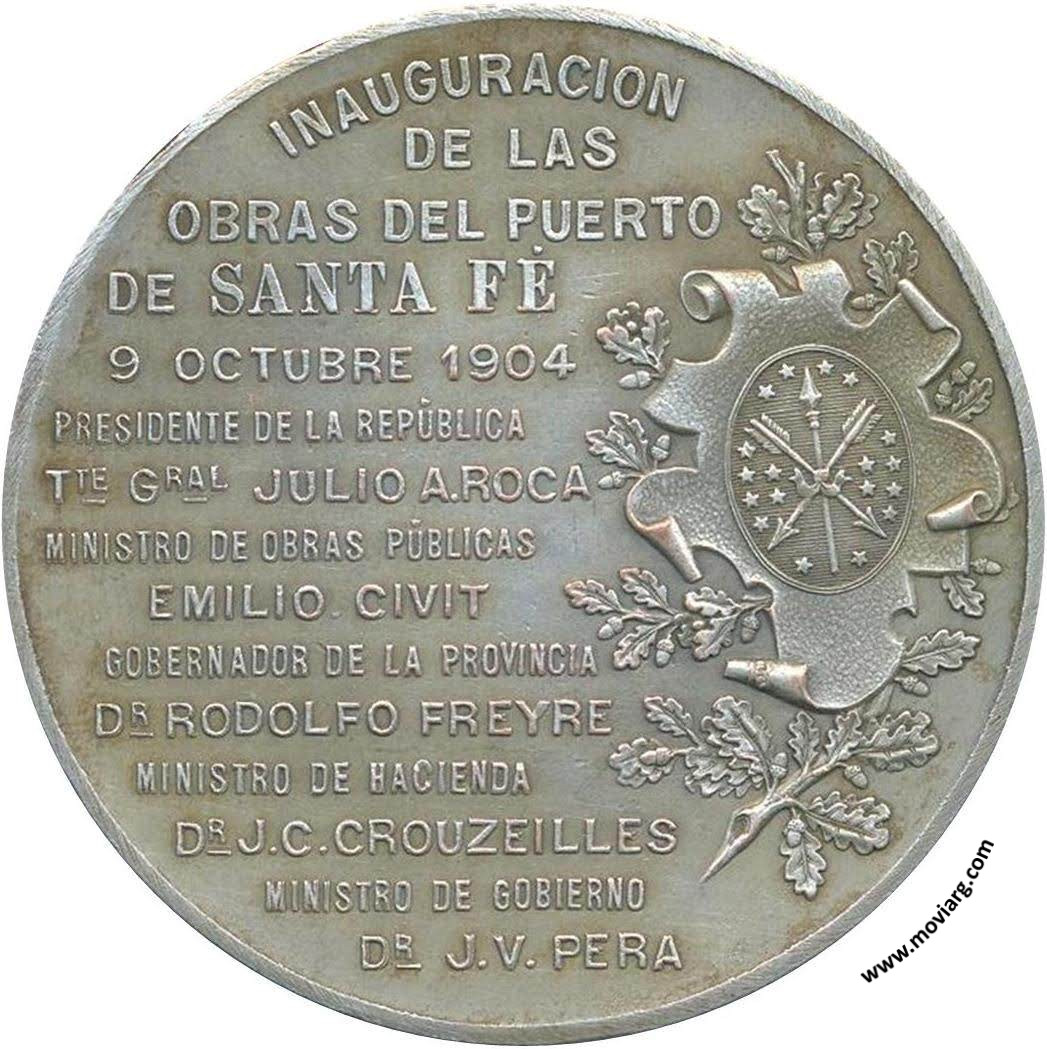 INAUGURACION
DE LAS
OBRAS DEL PUERTO
DE SANTA FÉ
9 OCTUBRE 1904
PRESIDENTE DE LA REPÚBLICA
TTE GRAL JULIO A. ROCA
MINISTRO DE OBRAS PÚBLICAS
EMILIO CIVIT
GOBERNADOR DE LA PROVINCIA
DR RODOLFO FREYRE
MINISTRO DE HACIENDA
DR J.C. CROUZEILLES
MINISTRO DE GOBIERNO
DR J.V. PERA
www.moviarg.com